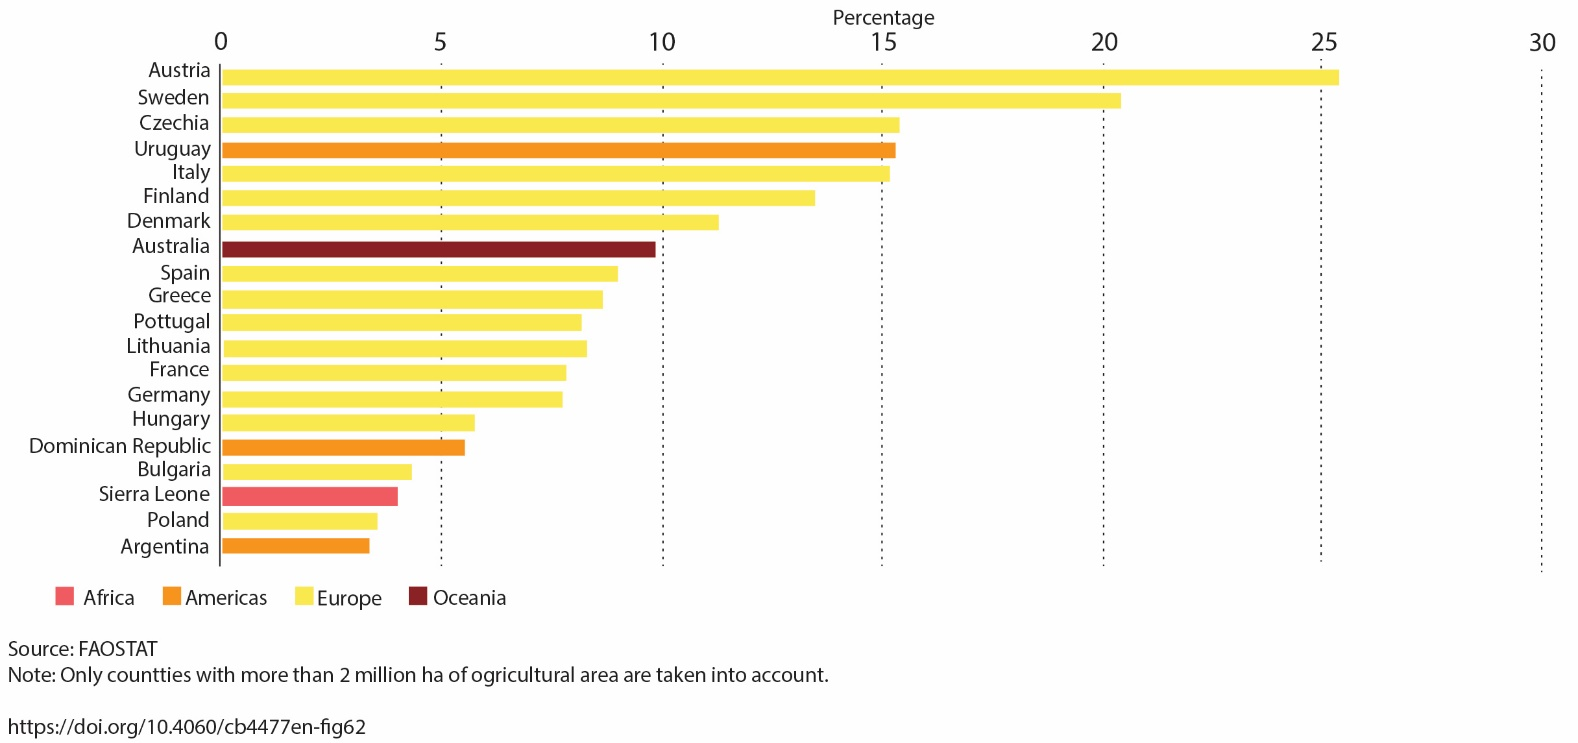 Percentage
0 5 10 15 20 25 30
Austria
Sweden
Czechia
Uruguay
Italy
Finland
Denmark
Australia
Spain
Greece
Pottugal
Lithuania
France
Germany
Hungary
Dominican Republic
Bulgaria
Sierra Leone
Poland
Argentina
Africa Americas Europe Oceania
Source: FAOSTAT
Note: Only countties with more than 2 million ha of ogricultural area are taken into account.
https://doi.org/10.4060/cb4477en-fig62